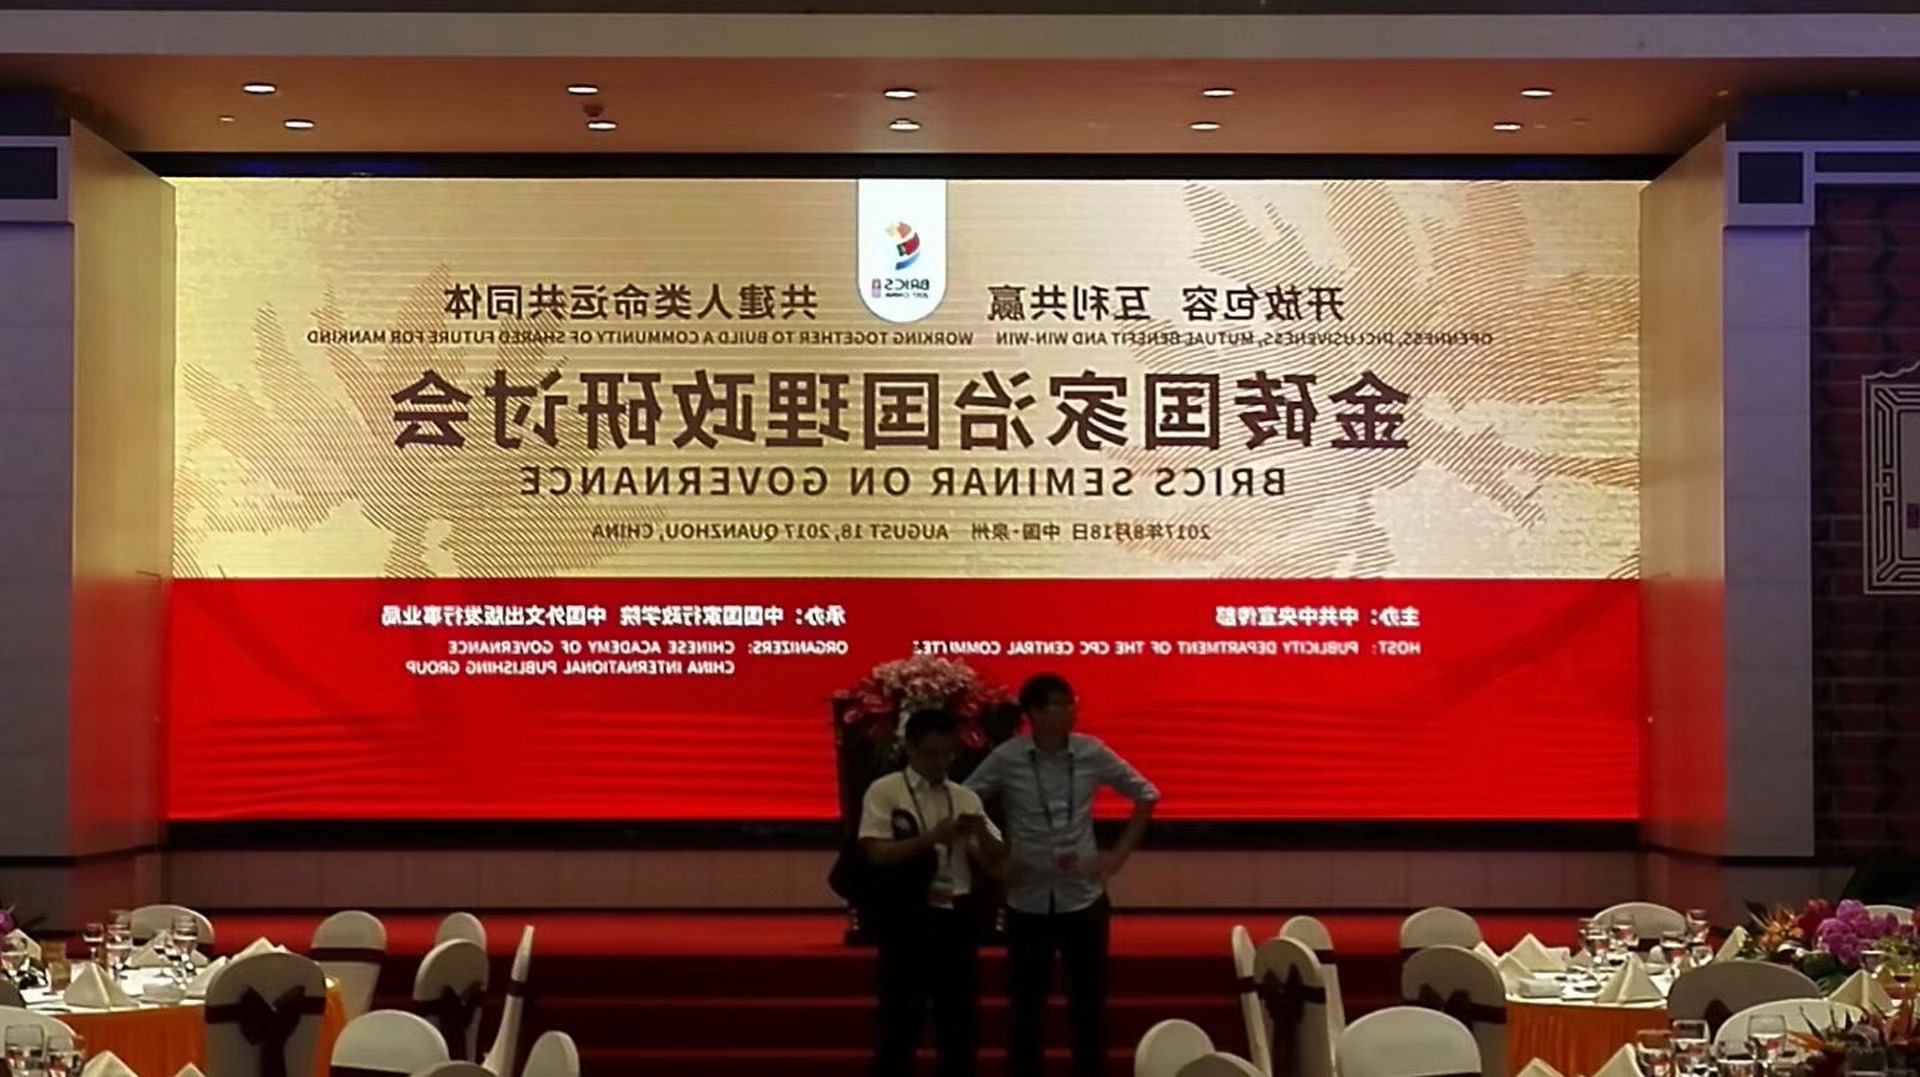 BRICS
2017 CHINA
开放包容 互利共赢 共建人类命运共同体
OPENNESS, INCLUSIVENESS, MUTUAL BENEFIT AND WIN-WIN WORKING TOGETHER TO BUILD A COMMUNITY OF SHARED FUTURE FOR MANKIND
金砖国家治国理政研讨会
BRICS SEMINAR ON GOVERNANCE
2017年8月18日 中国·泉州 AUGUST 18, 2017 QUANZHOU, CHINA
主办：中共中央宣传部
HOST: PUBLICITY DEPARTMENT OF THE CPC CENTRAL
承办：中国国家行政学院 中国外文出版发行事业局
ORGANIZERS: CHINESE ACADEMY OF GOVERNANCE
CHINA INTERNATIONAL PUBLISHING GROUP